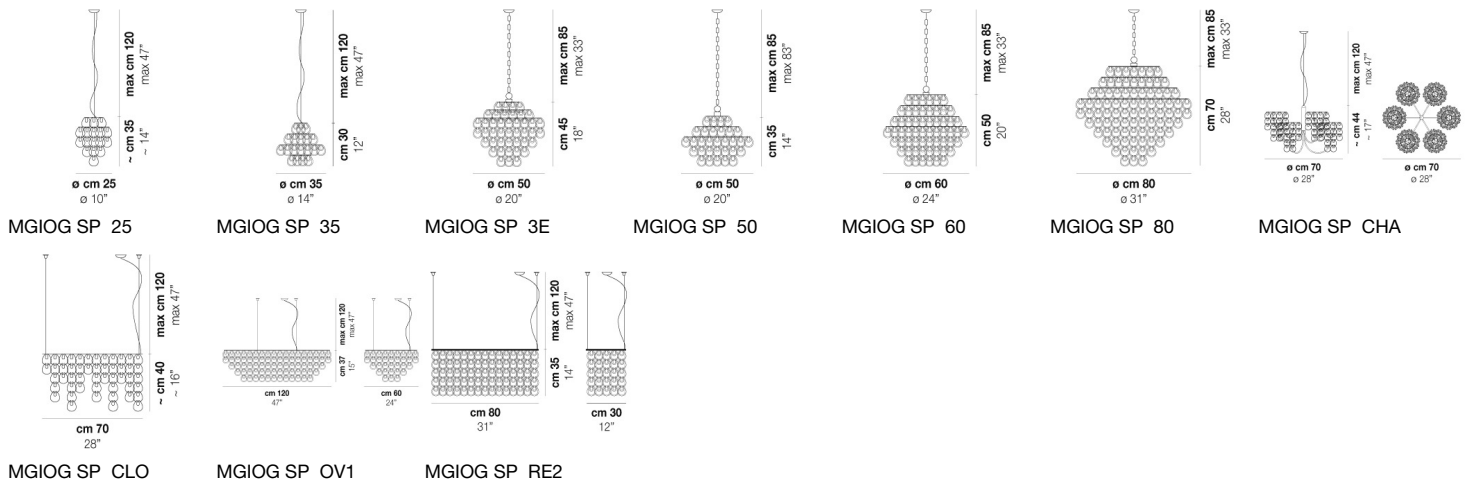 max cm 120
max 47"
~ cm 35
~ 14"
ø cm 25
ø 10"
MGIOG SP 25
max cm 120
max 47"
cm 30
12"
ø cm 35
ø 14"
MGIOG SP 35
max cm 85
max 33"
cm 45
18"
ø cm 50
ø 20"
MGIOG SP 3E
max cm 85
max 83"
cm 35
14"
ø cm 50
ø 20"
MGIOG SP 50
max cm 85
max 33"
cm 50
20"
ø cm 60
ø 24"
MGIOG SP 60
max cm 85
max 33"
cm 70
28"
ø cm 80
ø 31"
MGIOG SP 80
max cm 120
max 47"
~ cm 44
~ 17"
ø cm 70
ø 28"
ø cm 70
ø 28"
MGIOG SP CHA
max cm 120
max 47"
~ cm 40
~ 16"
cm 70
28"
MGIOG SP CLO
max cm 120
max 47"
cm 37
15"
cm 120
47"
cm 60
24"
MGIOG SP OV1
max cm 120
max 47"
cm 35
14"
cm 80
31"
cm 30
12"
MGIOG SP RE2